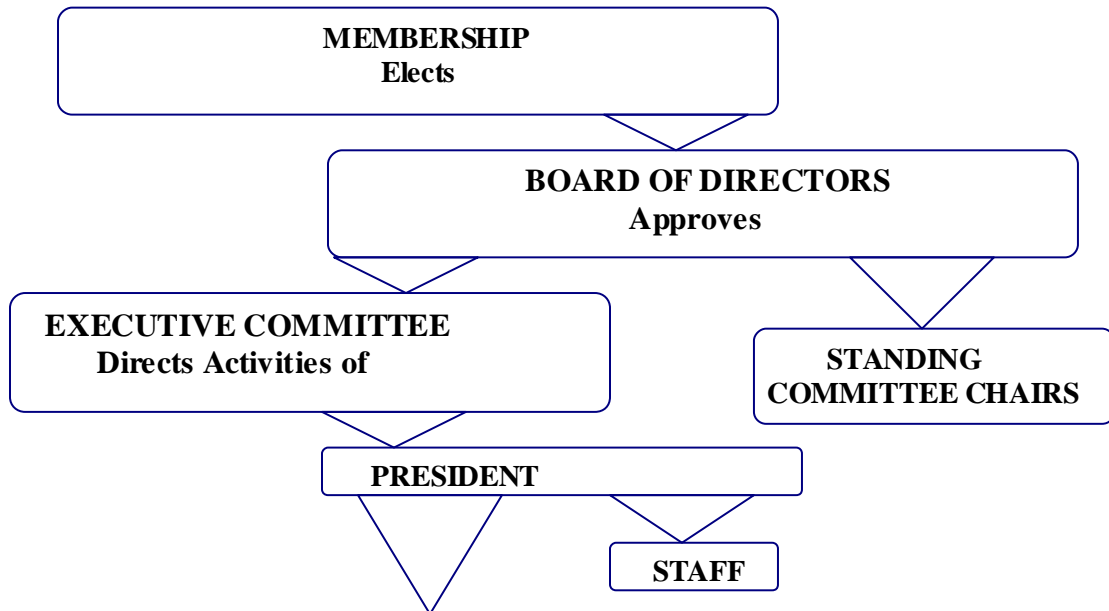 MEMBERSHIP
Elects
BOARD OF DIRECTORS
Approves
EXECUTIVE COMMITTEE
Directs Activities of
STANDING
COMMITTEE CHAIRS
PRESIDENT
STAFF